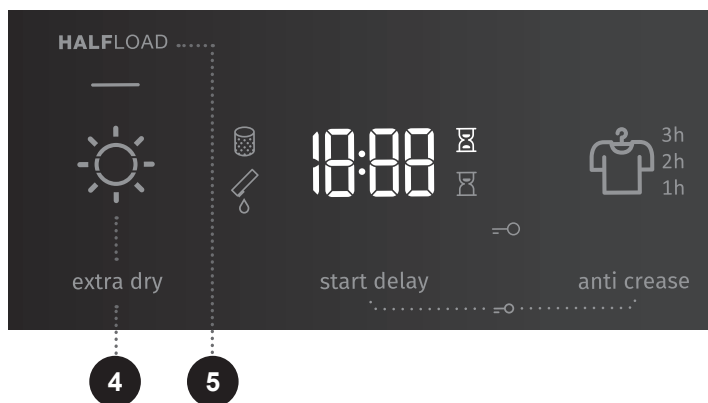 HALFLOAD
18:88
3h
2h
1h
extra dry
start delay
anti crease
4
5